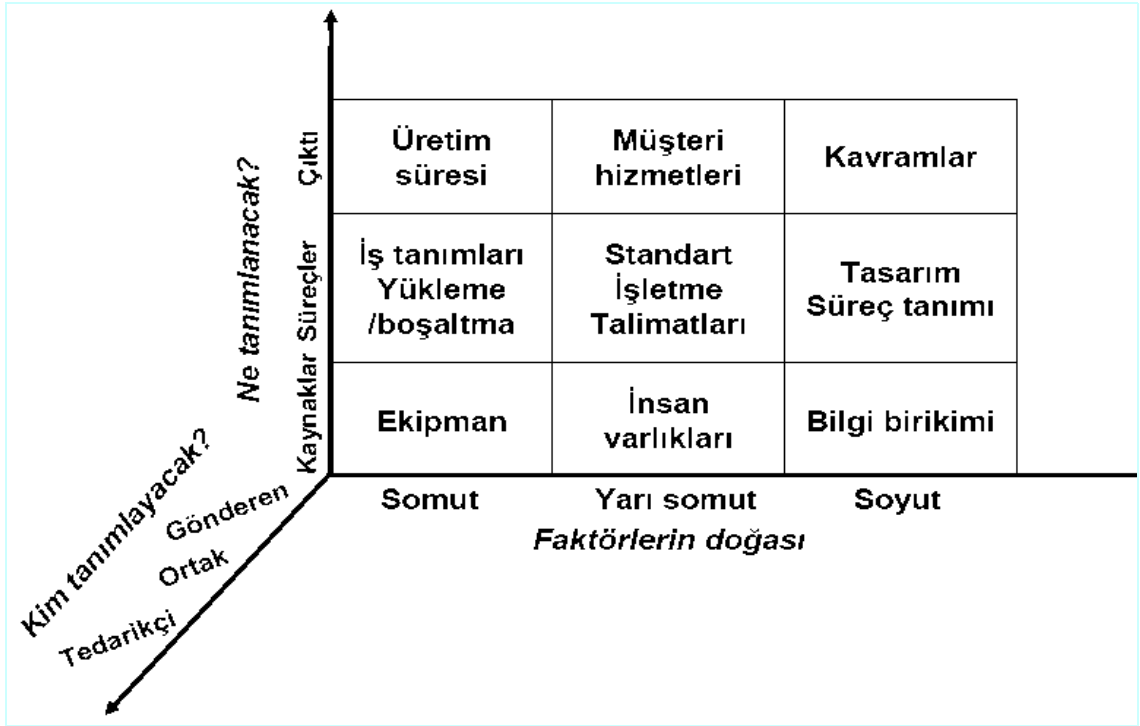 Ne tanımlanacak?
Çıktı
Süreçler
Kaynaklar
Üretim
süresi
Müşteri
hizmetleri
Kavramlar
İş tanımları
Yükleme
/boşaltma
Standart
İşletme
Talimatları
Tasarım
Süreç tanımı
Ekipman
İnsan
varlıkları
Bilgi birikimi
Somut
Yarı somut
Soyut
Faktörlerin doğası
Kim tanımlayacak?
Gönderen
Ortak
Tedarikçi